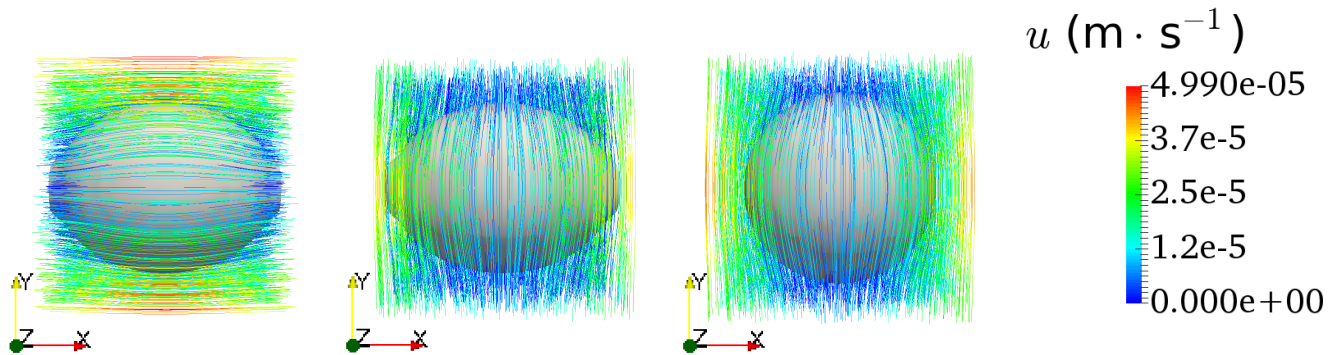 u (m · s⁻¹)
4.990e-05
3.7e-5
2.5e-5
1.2e-5
0.000e+00
Y
Z X
Y
Z X
Y
Z X